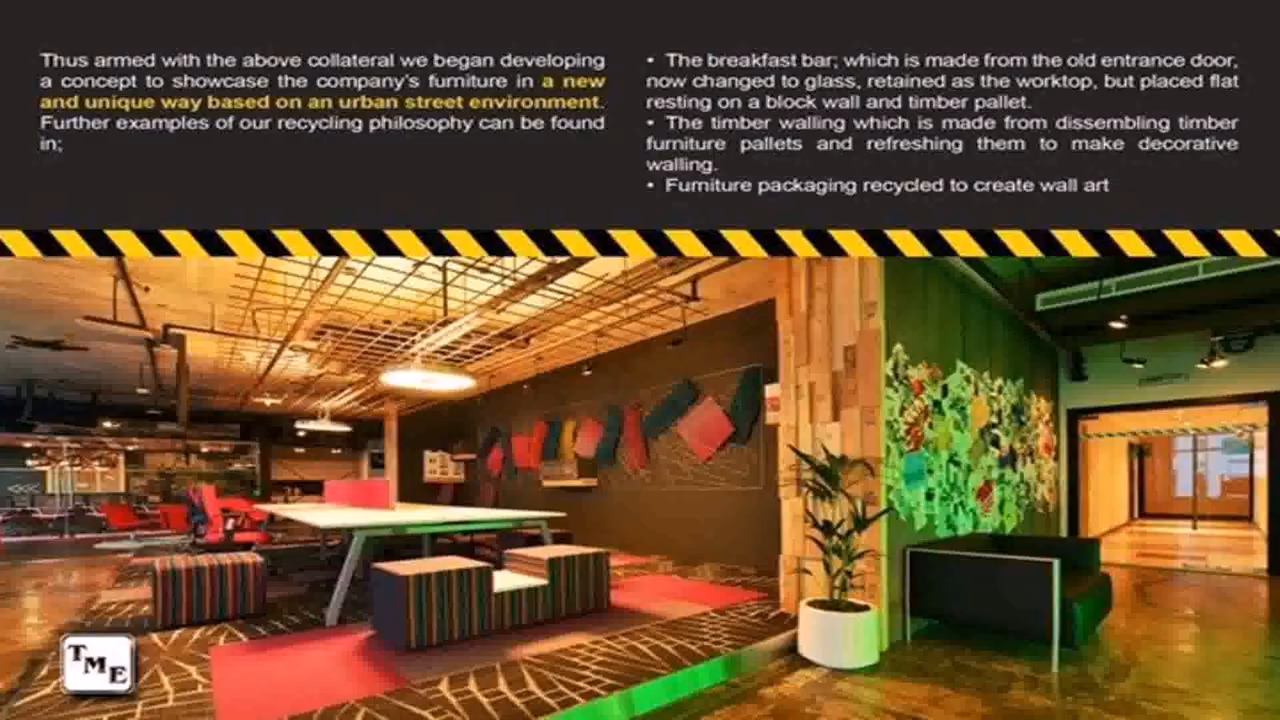 Thus armed with the above collateral we began developing
a concept to showcase the company's furniture in a new
and unique way based on an urban street environment.
Further examples of our recycling philosophy can be found
in;
• The breakfast bar; which is made from the old entrance door,
now changed to glass, retained as the worktop, but placed flat
resting on a block wall and timber pallet.
• The timber walling which is made from dissembling timber
furniture pallets and refreshing them to make decorative
walling.
• Furniture packaging recycled to create wall art
TME